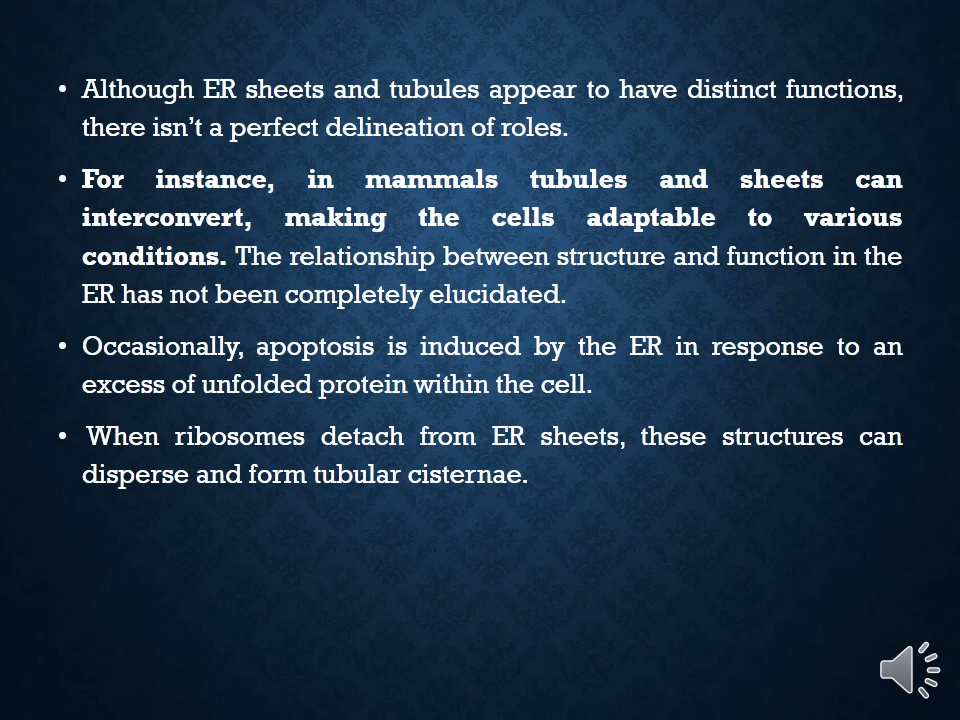 • Although ER sheets and tubules appear to have distinct functions,
there isn’t a perfect delineation of roles.
• For instance, in mammals tubules and sheets can
interconvert, making the cells adaptable to various
conditions. The relationship between structure and function in the
ER has not been completely elucidated.
• Occasionally, apoptosis is induced by the ER in response to an
excess of unfolded protein within the cell.
• When ribosomes detach from ER sheets, these structures can
disperse and form tubular cisternae.